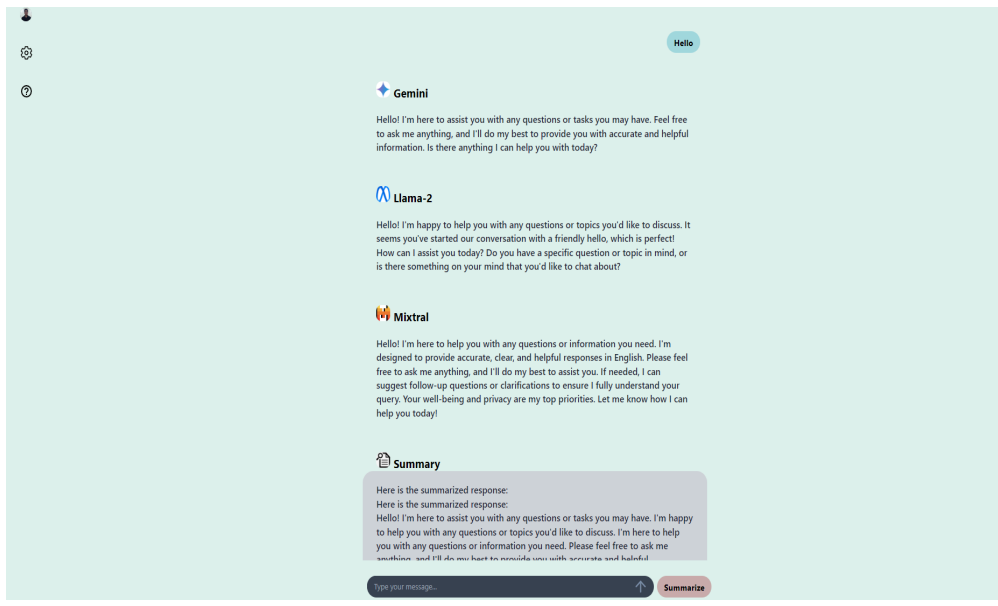 Hello
Gemini
Hello! I'm here to assist you with any questions or tasks you may have. Feel free
to ask me anything, and I'll do my best to provide you with accurate and helpful
information. Is there anything I can help you with today?
Llama-2
Hello! I'm happy to help you with any questions or topics you'd like to discuss. It
seems you've started our conversation with a friendly hello, which is perfect!
How can I assist you today? Do you have a specific question or topic in mind, or
is there something on your mind that you'd like to chat about?
Mixtral
Hello! I'm here to help you with any questions or information you need. I'm
designed to provide accurate, clear, and helpful responses in English. Please feel
free to ask me anything, and I'll do my best to assist you. If needed, I can
suggest follow-up questions or clarifications to ensure I fully understand your
query. Your well-being and privacy are my top priorities. Let me know how I can
help you today!
Summary
Here is the summarized response:
Here is the summarized response:
Hello! I'm here to assist you with any questions or tasks you may have. I'm happy
to help you with any questions or topics you'd like to discuss. I'm here to help
you with any questions or information you need. Please feel free to ask me
anything, and I'll do my best to provide you with accurate and helpful
Type your message...
Summarize